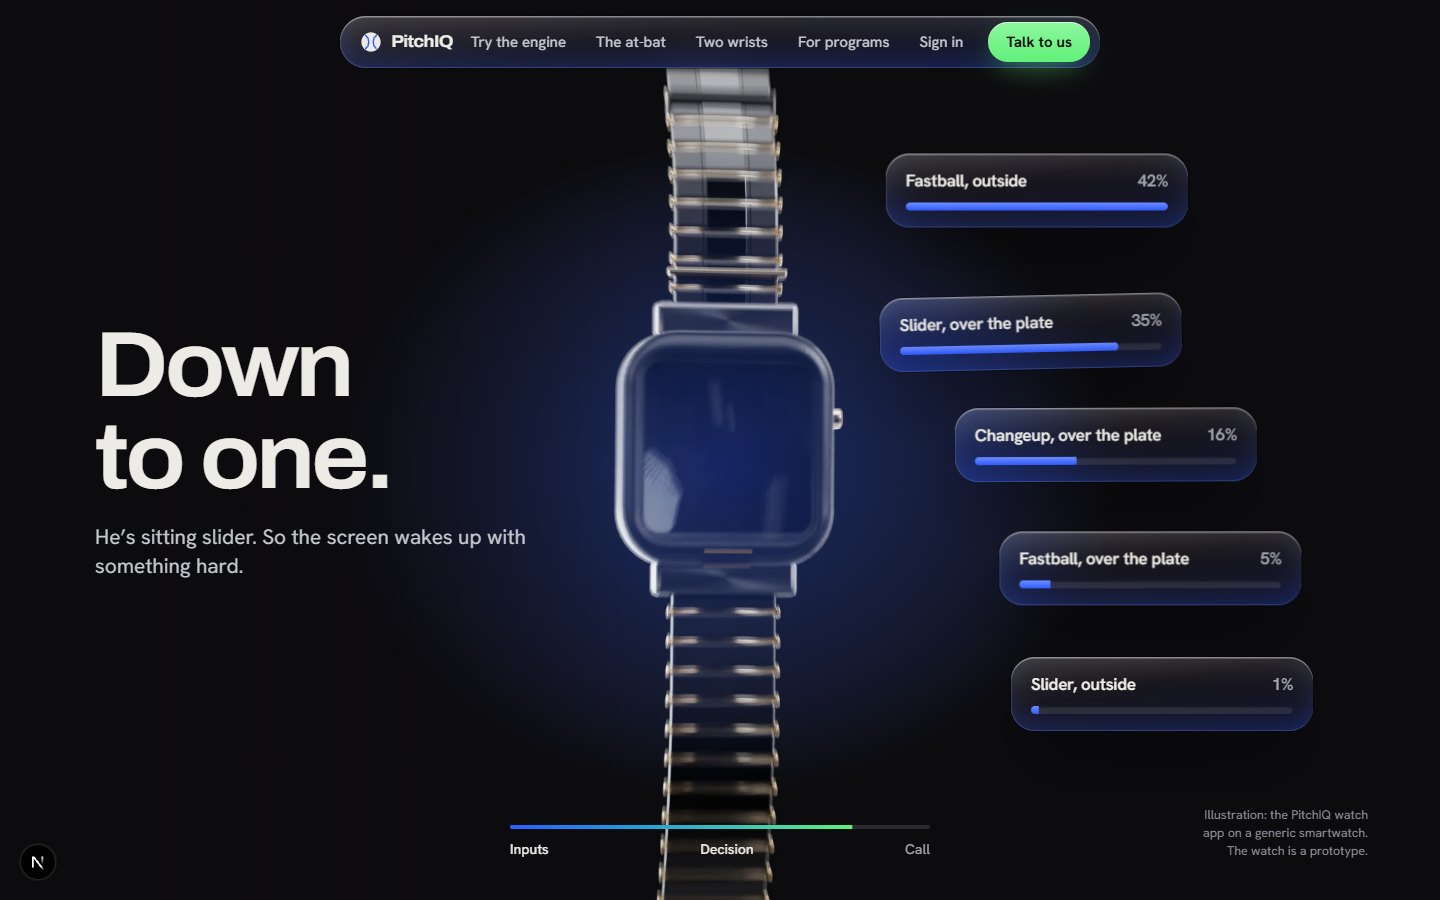 PitchIQ
Try the engine
The at-bat
Two wrists
For programs
Sign in
Talk to us
Fastball, outside 42%
Slider, over the plate 35%
Changeup, over the plate 16%
Fastball, over the plate 5%
Slider, outside 1%
Down
to one.
He’s sitting slider. So the screen wakes up with
something hard.
Inputs
Decision
Call
Illustration: the PitchIQ watch
app on a generic smartwatch.
The watch is a prototype.
N